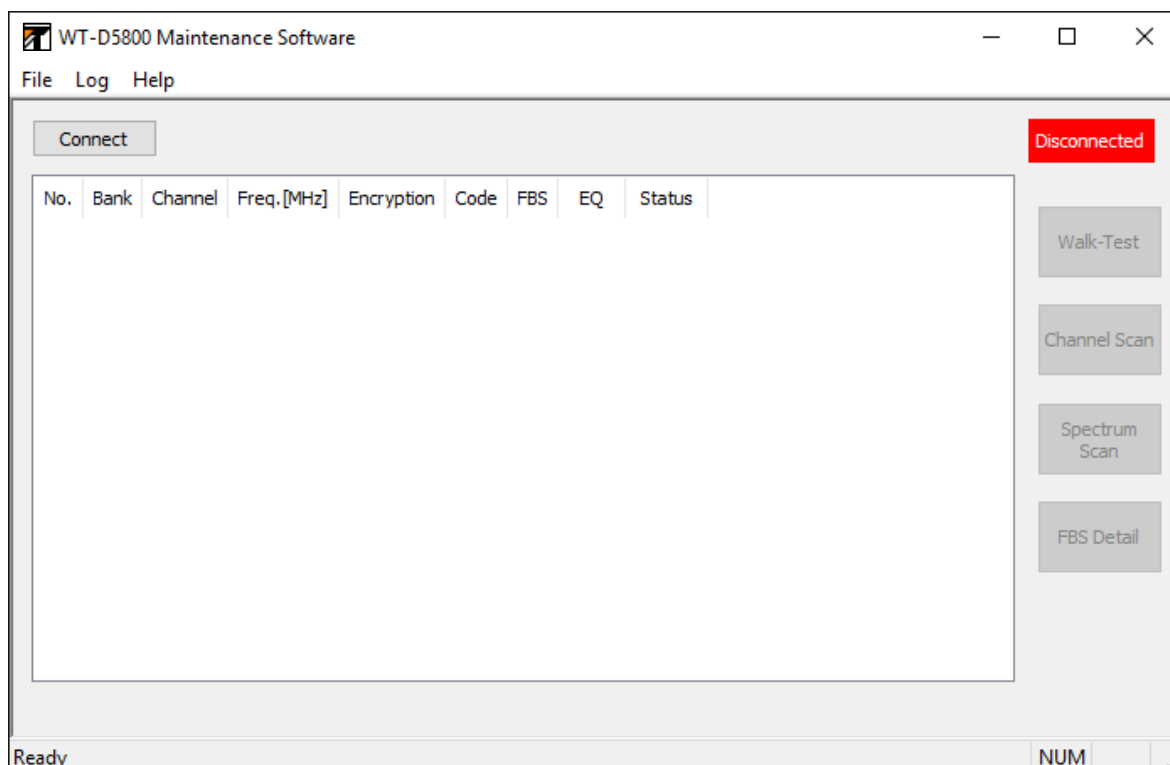 WT-D5800 Maintenance Software
File Log Help
Connect
Disconnected
No. Bank Channel Freq.[MHz] Encryption Code FBS EQ Status
Walk-Test
Channel Scan
Spectrum
Scan
FBS Detail
Ready
NUM